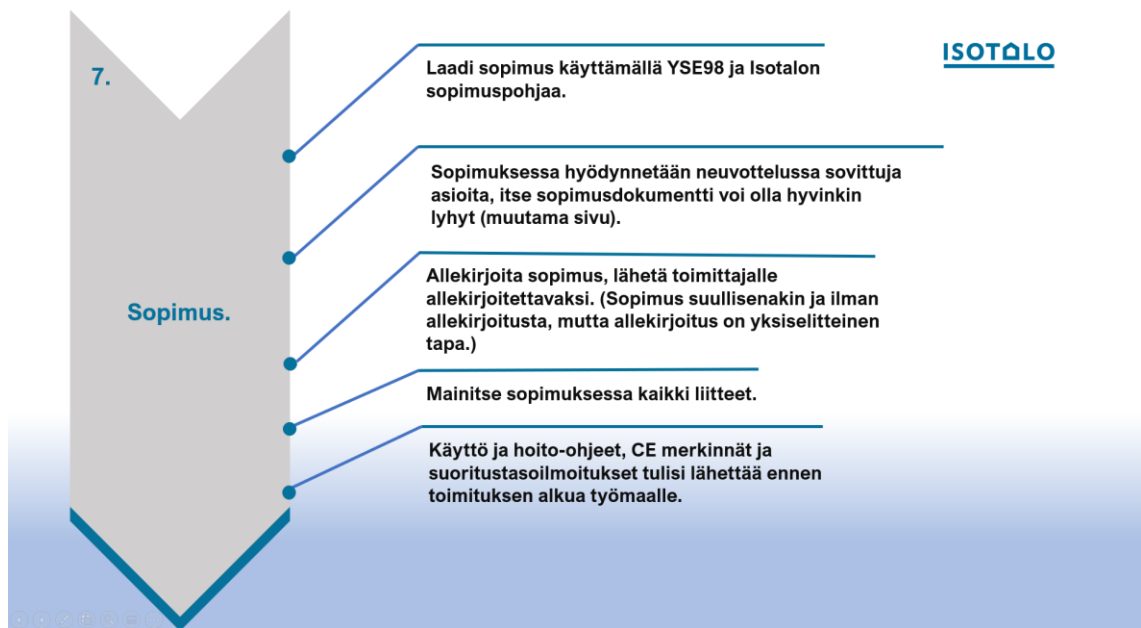 7.
ISOTALO
Laadi sopimus käyttämällä YSE98 ja Isotalon
sopimuspohjaa.
Sopimuksessa hyödynnetään neuvottelussa sovittuja
asioita, itse sopimusdokumentti voi olla hyvinkin
lyhyt (muutama sivu).
Sopimus.
Allekirjoita sopimus, lähetä toimittajalle
allekirjoitettavaksi. (Sopimus suullisenakin ja ilman
allekirjoitusta, mutta allekirjoitus on yksiselitteinen
tapa.)
Mainitse sopimuksessa kaikki liitteet.
Käyttö ja hoito-ohjeet, CE merkinnät ja
suoritustasoilmoitukset tulisi lähettää ennen
toimituksen alkua työmaalle.